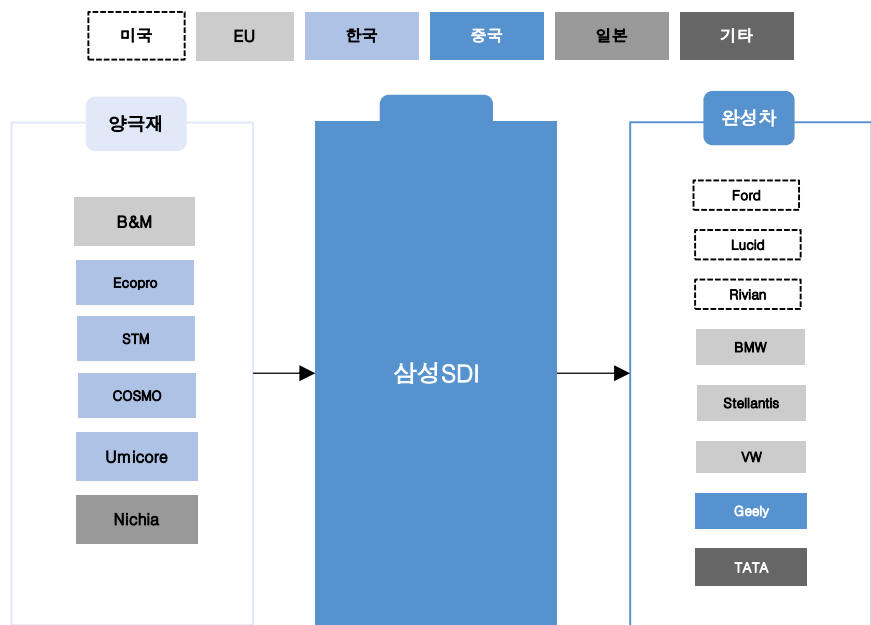 미국
EU
한국
중국
일본
기타
양극재
B&M
Ecopro
STM
COSMO
Umicore
Nichia
삼성SDI
완성차
Ford
Lucid
Rivian
BMW
Stellantis
VW
Geely
TATA